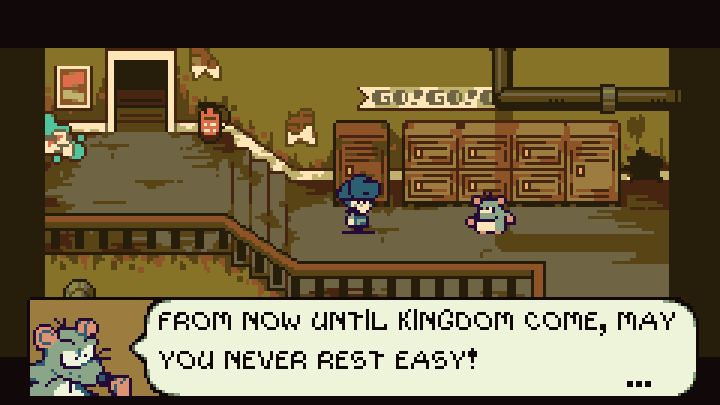 GO!GO!G
FROM NOW UNTIL KINGDOM COME, MAY
YOU NEVER REST EASY!
...